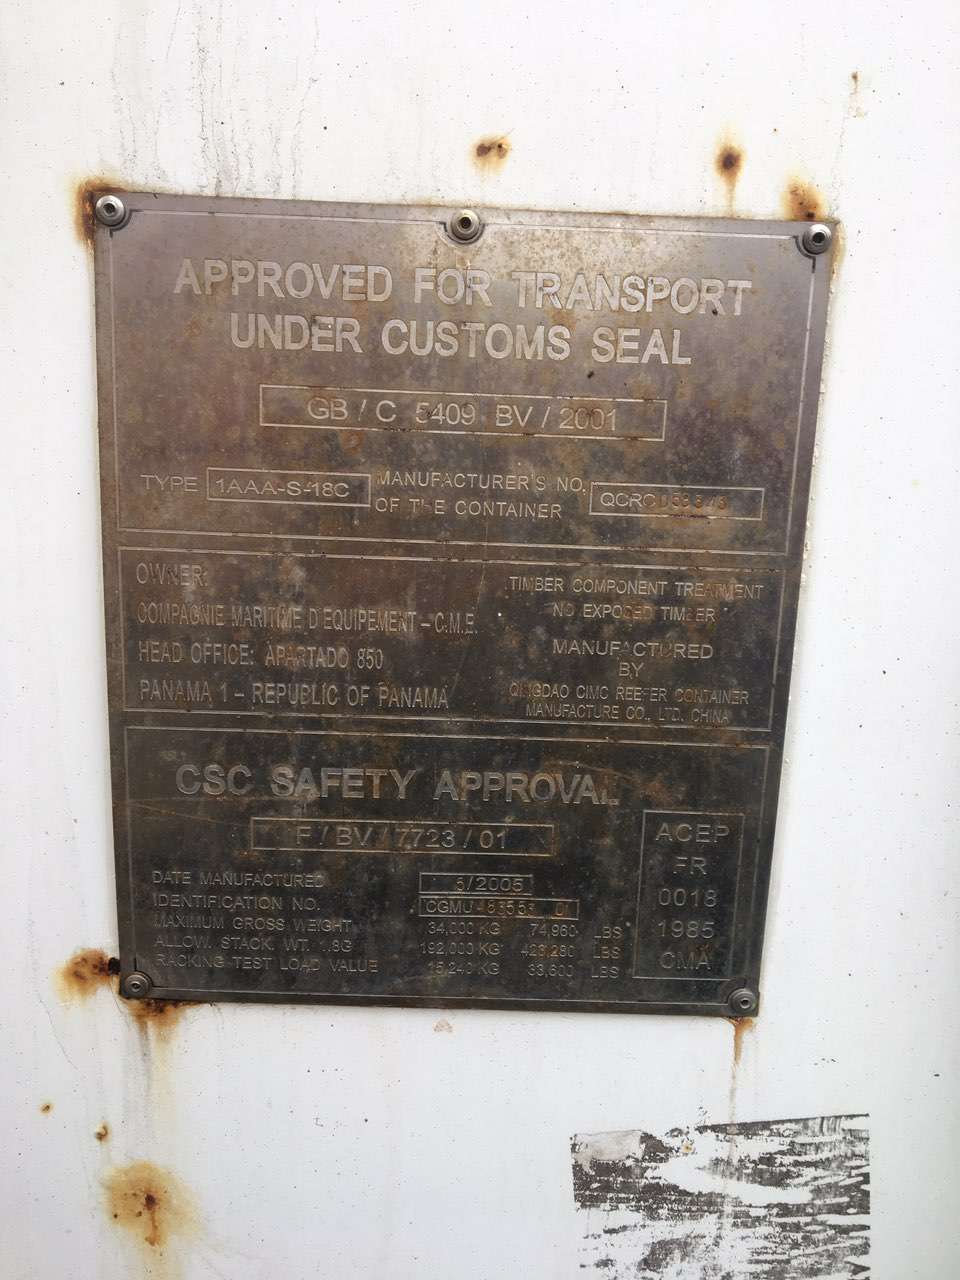 APPROVED FOR TRANSPORT
UNDER CUSTOMS SEAL
GB / C 5409 BV / 2001
TYPE 1AAA-S-18C
MANUFACTURER'S NO.
OF THE CONTAINER
OWNER:
COMPAGNIE MARITIME D'EQUIPEMENT – C.M.E.
HEAD OFFICE: APARTADO 850
PANAMA 1 – REPUBLIC OF PANAMA
TIMBER COMPONENT TREATMENT
NO EXPOCED TIMBER
MANUFACTURED
BY
QINGDAO CIMC REEFER CONTAINER
MANUFACTURE CO., LTD. CHINA
CSC SAFETY APPROVAL
F / BV / 7723 / 01
DATE MANUFACTURED /2005
IDENTIFICATION NO. CGMU
MAXIMUM GROSS WEIGHT 34,000 KG 74,960 LBS
ALLOW. STACK. WT. 1.8G 192,000 KG 423,280 LBS
RACKING TEST LOAD VALUE 15,240 KG 33,600 LBS
ACEP
FR
0018
1985
CMA